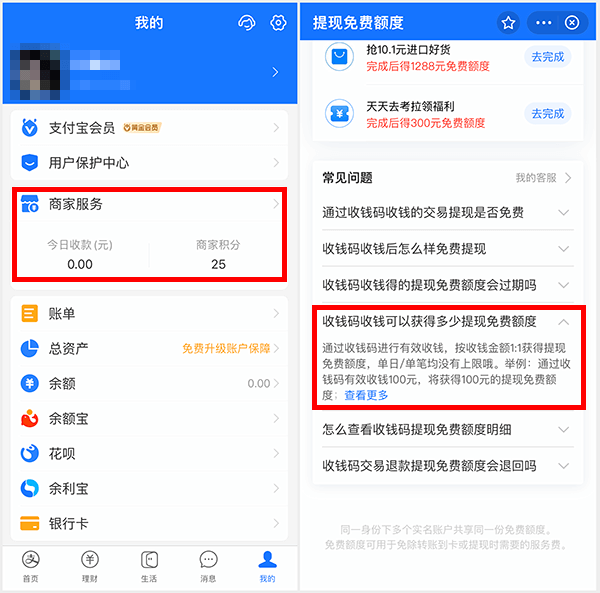 我的
支付宝会员 黄金会员
用户保护中心
商家服务
今日收款 (元) 商家积分
0.00 25
账单
总资产 免费升级账户保障
余额 0.00
余额宝
花呗
余利宝
银行卡
首页 理财 生活 消息 我的
提现免费额度
抢10.1元进口好货
完成后得1288元免费额度
去完成
天天去考拉领福利
完成后得300元免费额度
去完成
常见问题 我的客服
通过收钱码收钱的交易提现是否免费
收钱码收钱后怎么样免费提现
收钱码收钱得的提现免费额度会过期吗
收钱码收钱可以获得多少提现免费额度
通过收钱码进行有效收钱，按收钱金额1:1获得提现
免费额度，单日/单笔均没有上限哦。举例：通过收
钱码有效收钱100元，将获得100元的提现免费额
度；查看更多
怎么查看收钱码提现免费额度明细
收钱码交易退款提现免费额度会退回吗
同一身份下多个实名账户共享同一份免费额度。
免费额度可用于免除转账到卡或提现时需要的服务费。